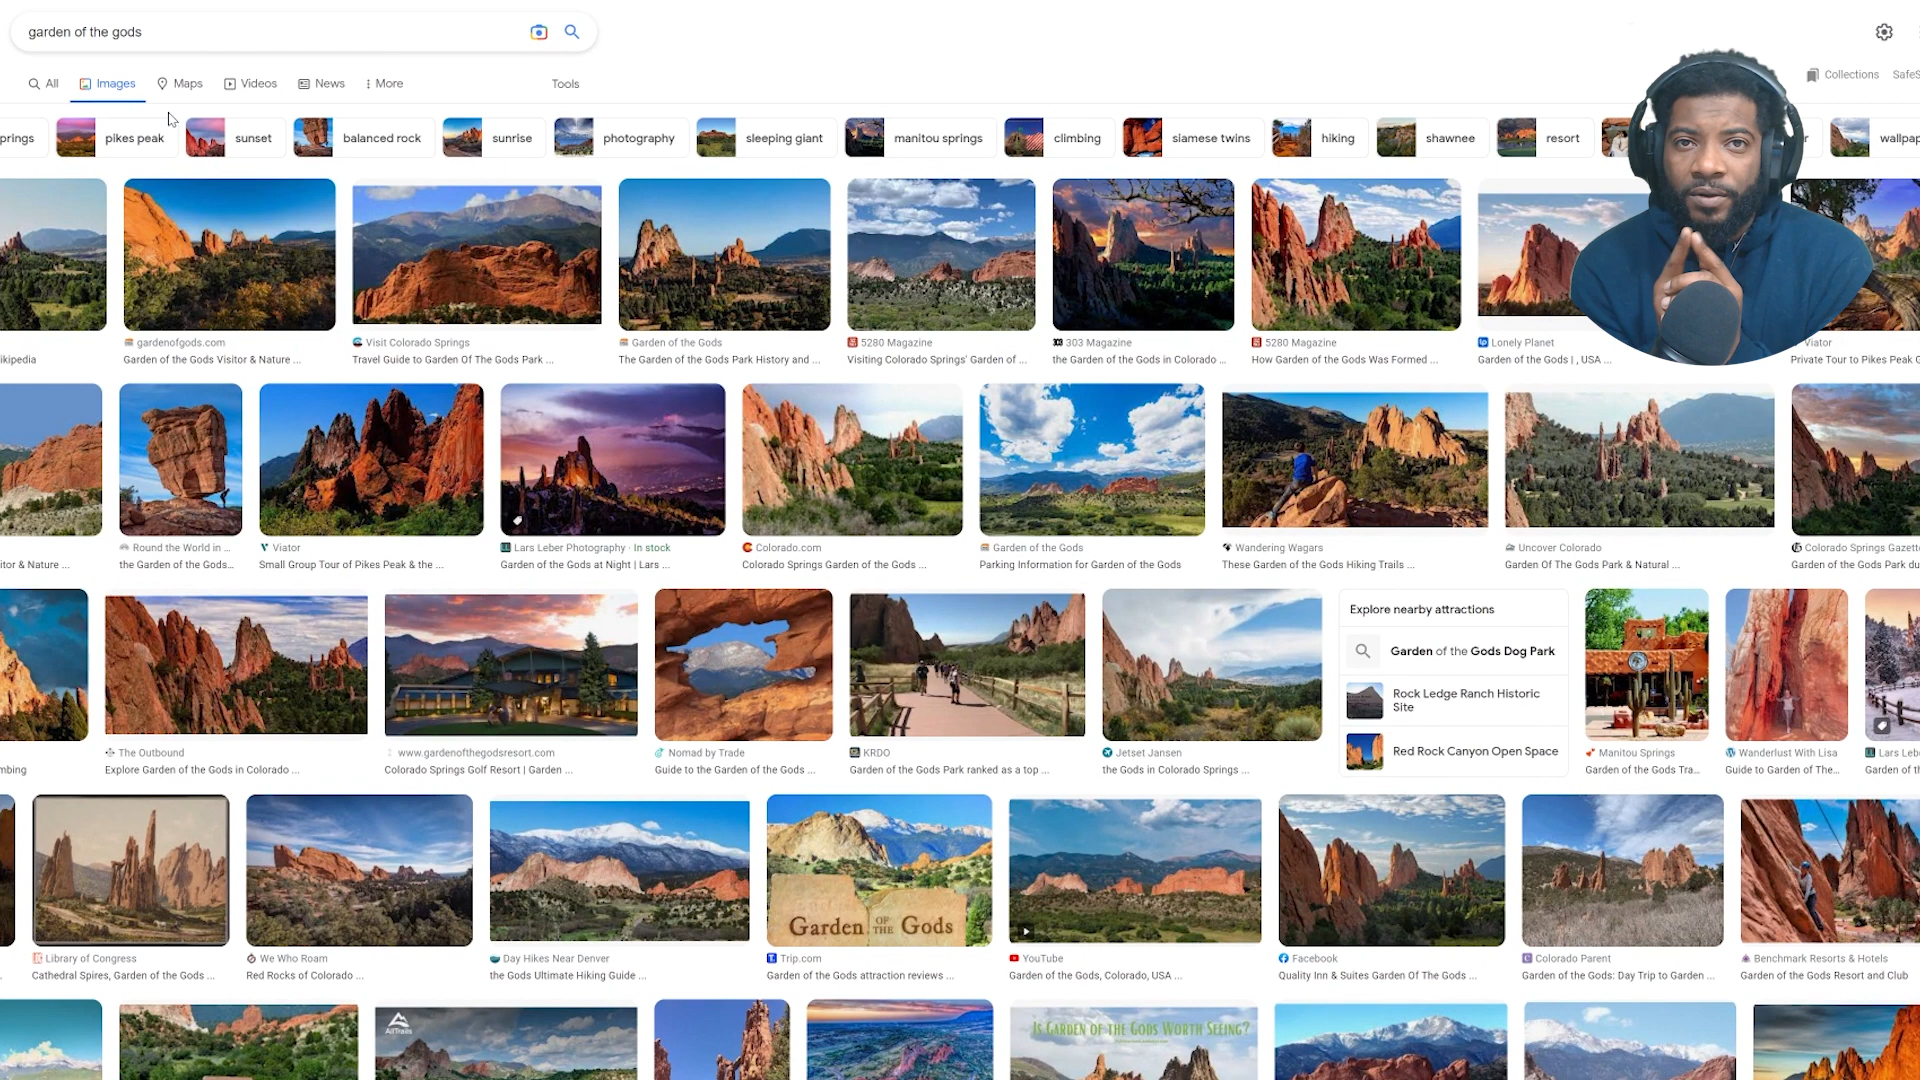 garden of the gods
All
Images
Maps
Videos
News
More
Tools
Collections
prings
pikes peak
sunset
balanced rock
sunrise
photography
sleeping giant
manitou springs
climbing
siamese twins
hiking
shawnee
resort
r
wallpap
gardenofgods.com
Visit Colorado Springs
Garden of the Gods
5280 Magazine
303 Magazine
5280 Magazine
Lonely Planet
Viator
ikipedia
Garden of the Gods Visitor & Nature ...
Travel Guide to Garden Of The Gods Park ...
The Garden of the Gods Park History and ...
Visiting Colorado Springs' Garden of ...
the Garden of the Gods in Colorado ...
How Garden of the Gods Was Formed ...
Garden of the Gods | , USA ...
Private Tour to Pikes Peak G
Round the World in ...
Viator
Lars Leber Photography · In stock
Colorado.com
Garden of the Gods
Wandering Wagars
Uncover Colorado
Colorado Springs Gazett
itor & Nature ...
the Garden of the Gods...
Small Group Tour of Pikes Peak & the ...
Garden of the Gods at Night | Lars ...
Colorado Springs Garden of the Gods ...
Parking Information for Garden of the Gods
These Garden of the Gods Hiking Trails ...
Garden Of The Gods Park & Natural ...
Garden of the Gods Park du
Explore nearby attractions
Garden of the Gods Dog Park
Rock Ledge Ranch Historic
Site
Red Rock Canyon Open Space
The Outbound
www.gardenofthegodsresort.com
Nomad by Trade
KRDO
Jetset Jansen
Manitou Springs
Wanderlust With Lisa
Lars Leb
mbing
Explore Garden of the Gods in Colorado ...
Colorado Springs Golf Resort | Garden ...
Guide to the Garden of the Gods ...
Garden of the Gods Park ranked as a top ...
the Gods in Colorado Springs ...
Garden of the Gods Tra...
Guide to Garden of The...
Garden of th
Garden OF THE Gods
Library of Congress
We Who Roam
Day Hikes Near Denver
Trip.com
YouTube
Facebook
Colorado Parent
Benchmark Resorts & Hotels
Cathedral Spires, Garden of the Gods ...
Red Rocks of Colorado ...
the Gods Ultimate Hiking Guide ...
Garden of the Gods attraction reviews ...
Garden of the Gods, Colorado, USA ...
Quality Inn & Suites Garden Of The Gods ...
Garden of the Gods: Day Trip to Garden ...
Garden of the Gods Resort and Club
AllTrails
IS GARDEN OF THE GODS WORTH SEEING?